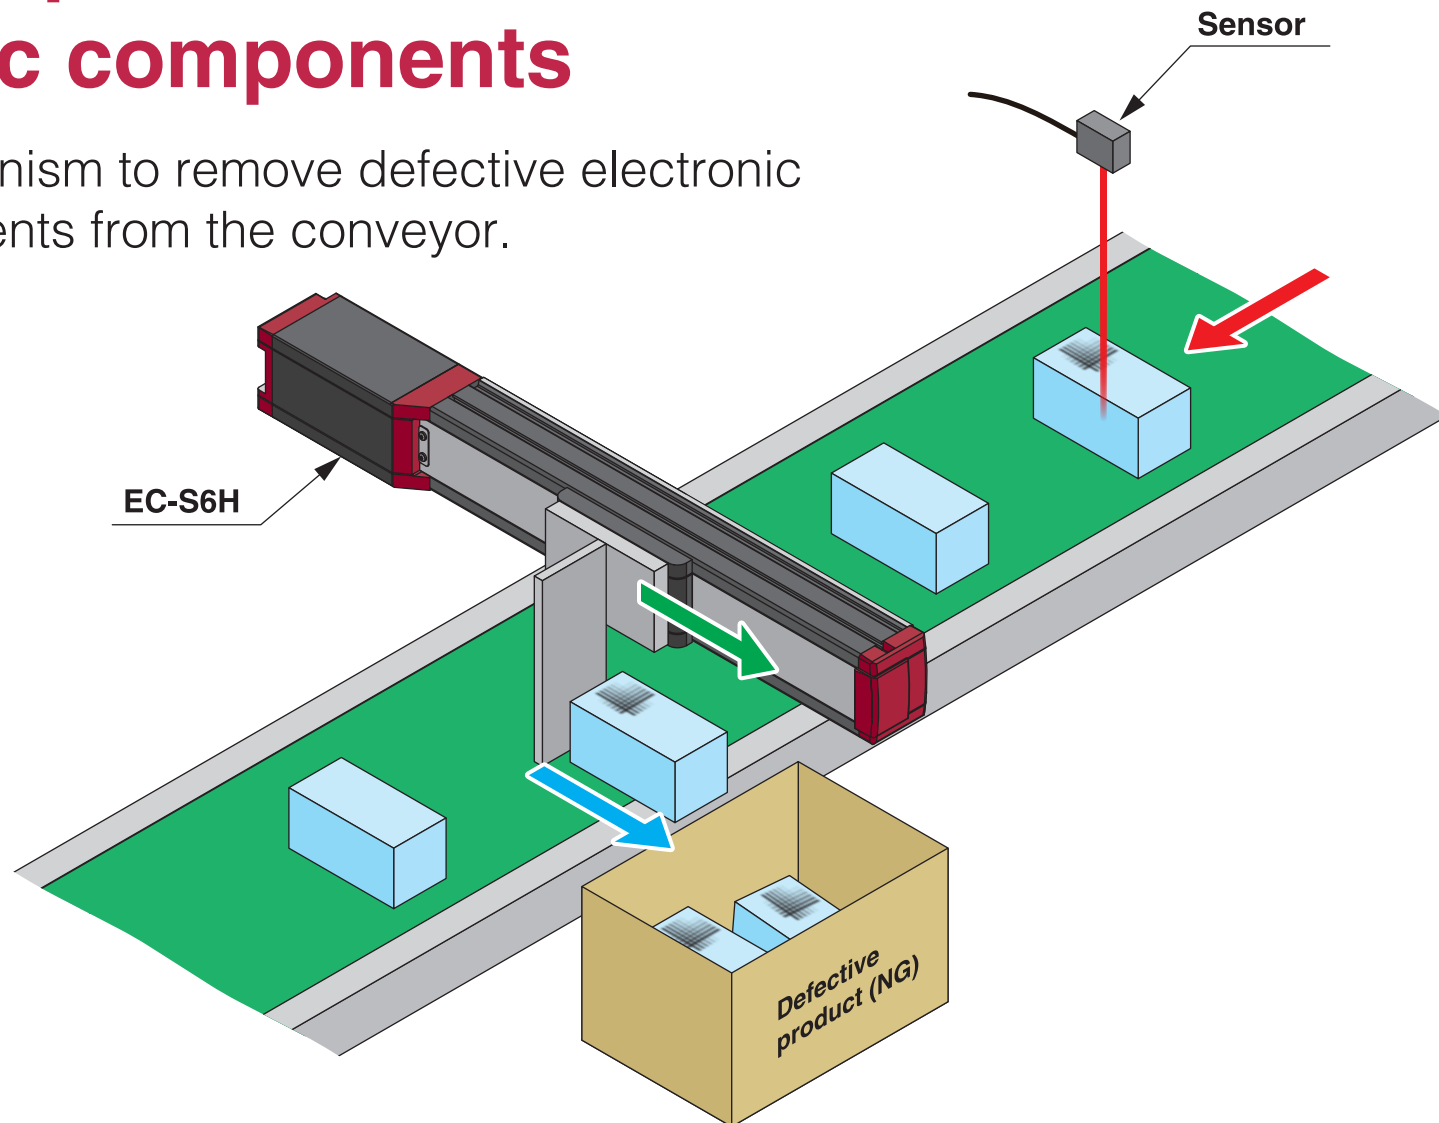 c components
Sensor
nism to remove defective electronic
ents from the conveyor.
EC-S6H
Defective
product (NG)